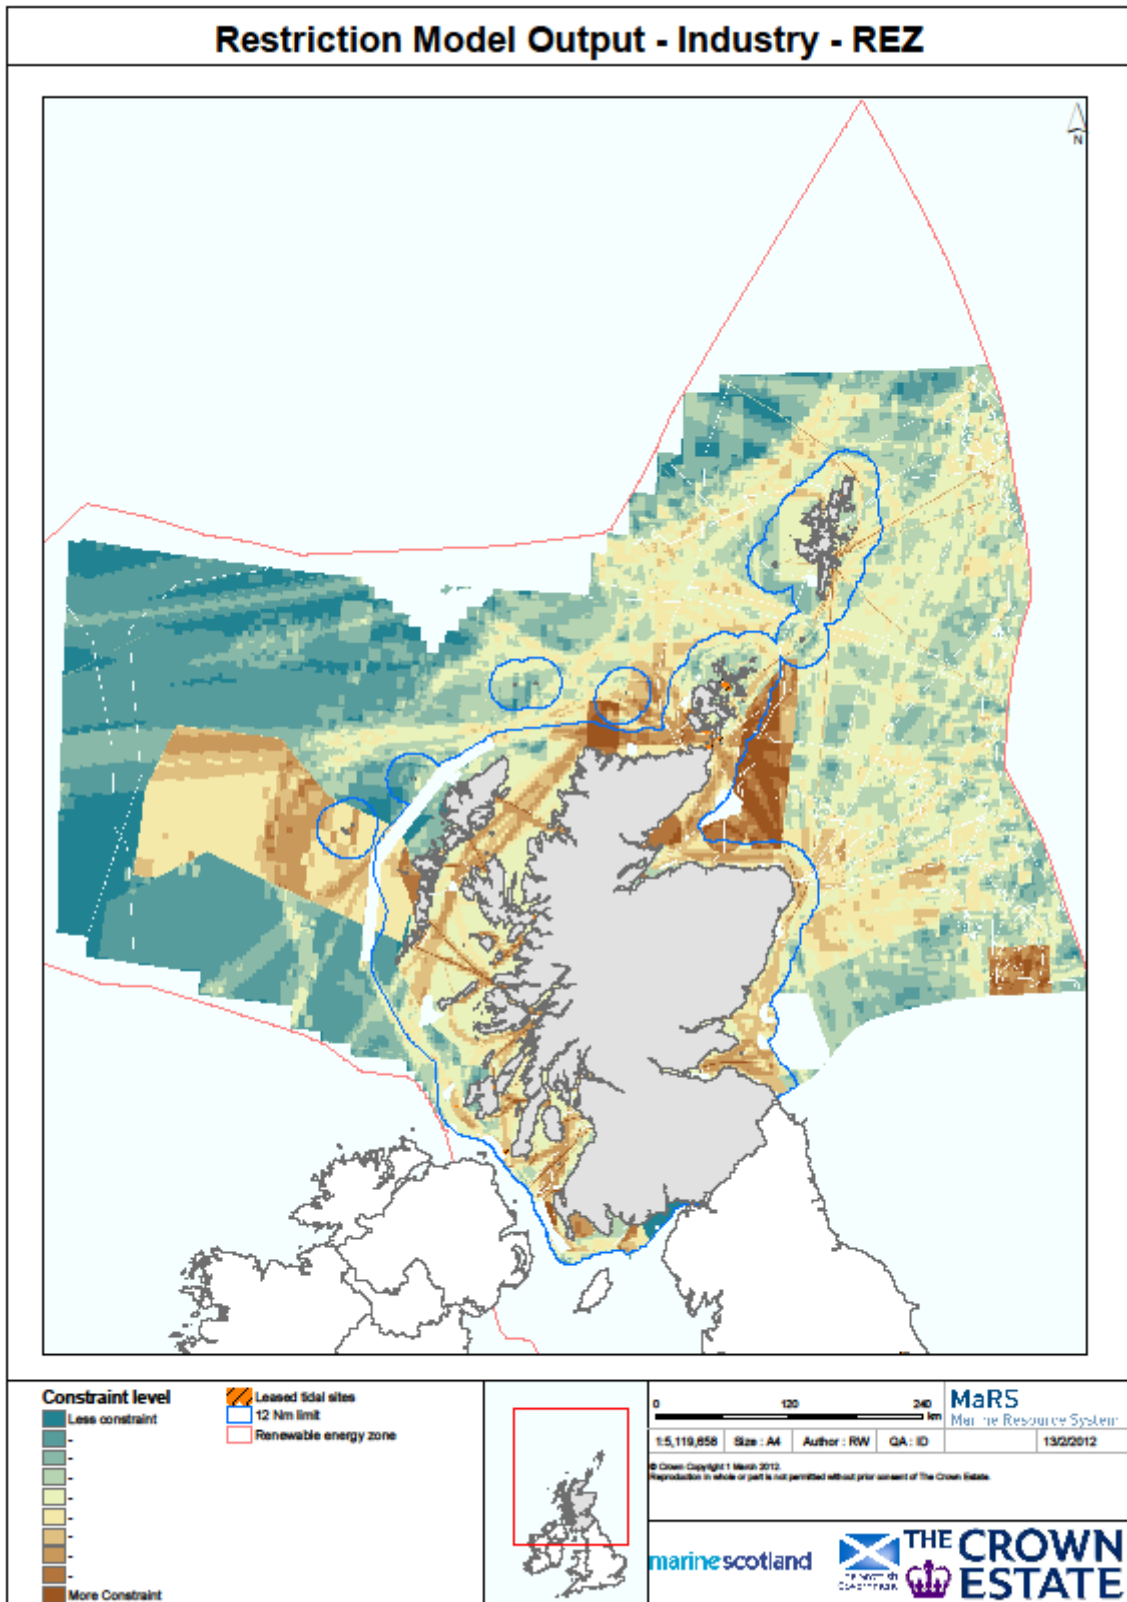 Restriction Model Output - Industry - REZ
N
Constraint level
Less constraint
-
-
-
-
-
-
-
-
More Constraint
Leased tidal sites
12 Nm limit
Renewable energy zone
0 120 240
km
1:5,119,658 Size : A4 Author : RW QA : ID 13/2/2012
MaRS
Marine Resource System
© Crown Copyright 1 March 2012.
Reproduction in whole or part is not permitted without prior consent of The Crown Estate.
marinescotland
The Scottish
Government
THE CROWN
ESTATE